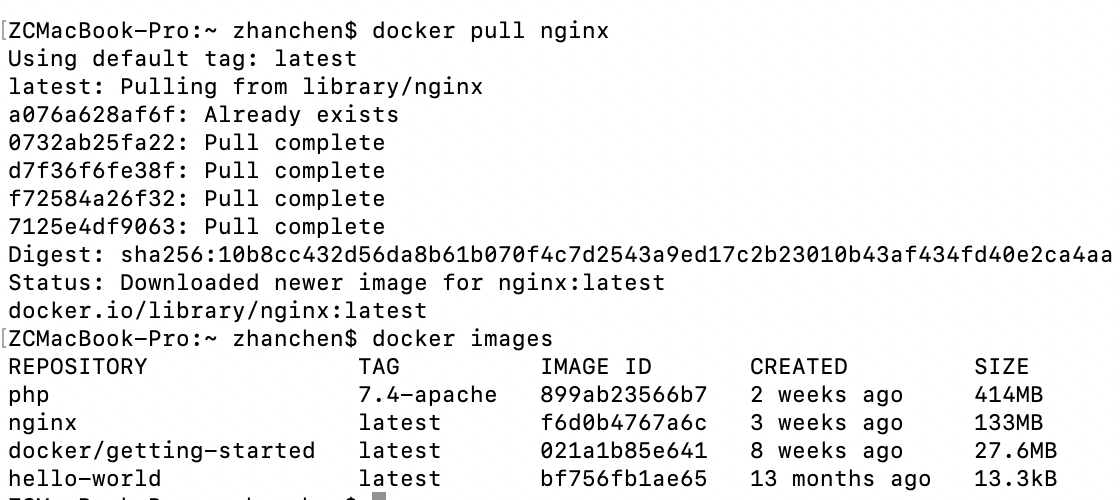 [ZCMacBook-Pro:~ zhanchen$ docker pull nginx
Using default tag: latest
latest: Pulling from library/nginx
a076a628af6f: Already exists
0732ab25fa22: Pull complete
d7f36f6fe38f: Pull complete
f72584a26f32: Pull complete
7125e4df9063: Pull complete
Digest: sha256:10b8cc432d56da8b61b070f4c7d2543a9ed17c2b23010b43af434fd40e2ca4aa
Status: Downloaded newer image for nginx:latest
docker.io/library/nginx:latest
[ZCMacBook-Pro:~ zhanchen$ docker images
REPOSITORY TAG IMAGE ID CREATED SIZE
php 7.4-apache 899ab23566b7 2 weeks ago 414MB
nginx latest f6d0b4767a6c 3 weeks ago 133MB
docker/getting-started latest 021a1b85e641 8 weeks ago 27.6MB
hello-world latest bf756fb1ae65 13 months ago 13.3kB
ZCMacBook-Pro:~ zhanchen$